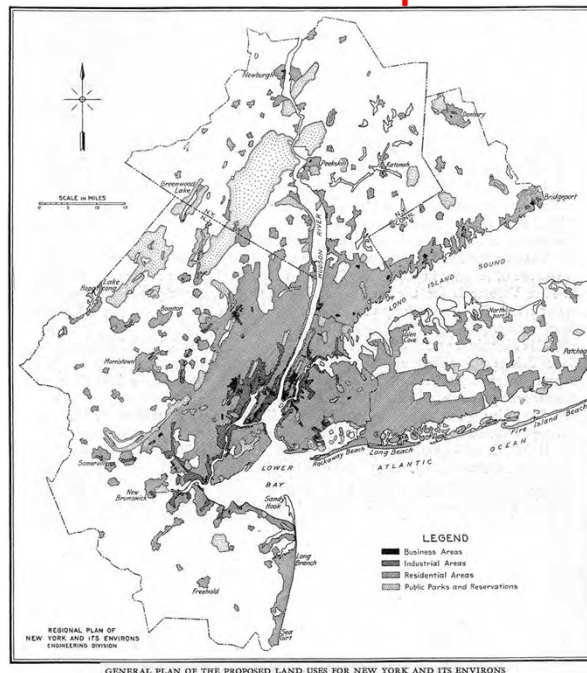 Newburgh
Danbury
Peekskill
Katonah
Greenwood
Lake
SCALE IN MILES
Bridgeport
N.Y.
HUDSON RIVER
LONG ISLAND SOUND
Lake
Hopatcong
Boonton
Glen
Cove
Northport
Patchogue
Morristown
Fire Island Beach
Somerville
Rockaway Beach
Long Beach
ATLANTIC OCEAN
LOWER
BAY
New
Brunswick
Sandy
Hook
LEGEND
Business Areas
Industrial Areas
Residential Areas
Public Parks and Reservations
Long
Branch
Freehold
REGIONAL PLAN OF
NEW YORK AND ITS ENVIRONS
ENGINEERING DIVISION
Sea
Girt
GENERAL PLAN OF THE PROPOSED LAND USES FOR NEW YORK AND ITS ENVIRONS